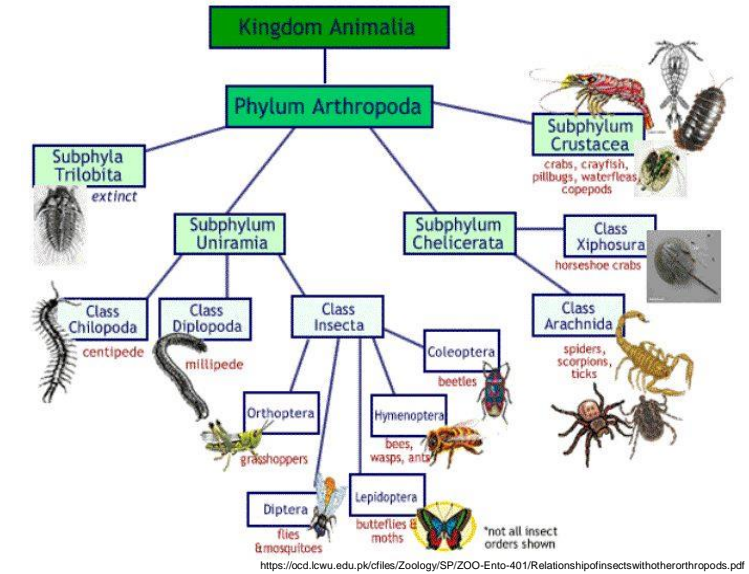 Kingdom Animalia
Phylum Arthropoda
Subphyla
Trilobita
extinct
Subphylum
Crustacea
crabs, crayfish,
pillbugs, waterfleas,
copepods
Subphylum
Uniramia
Subphylum
Chelicerata
Class
Xiphosura
horseshoe crabs
Class
Chilopoda
centipede
Class
Diplopoda
millipede
Class
Insecta
Class
Arachnida
spiders,
scorpions,
ticks
Coleoptera
beetles
Orthoptera
grasshoppers
Hymenoptera
bees,
wasps, ants
Diptera
flies
&mosquitoes
Lepidoptera
butteflies &
moths
*not all insect
orders shown
https://ocd.lcwu.edu.pk/cfiles/Zoology/SP/ZOO-Ento-401/Relationshipofinsectswithotherorthropods.pdf